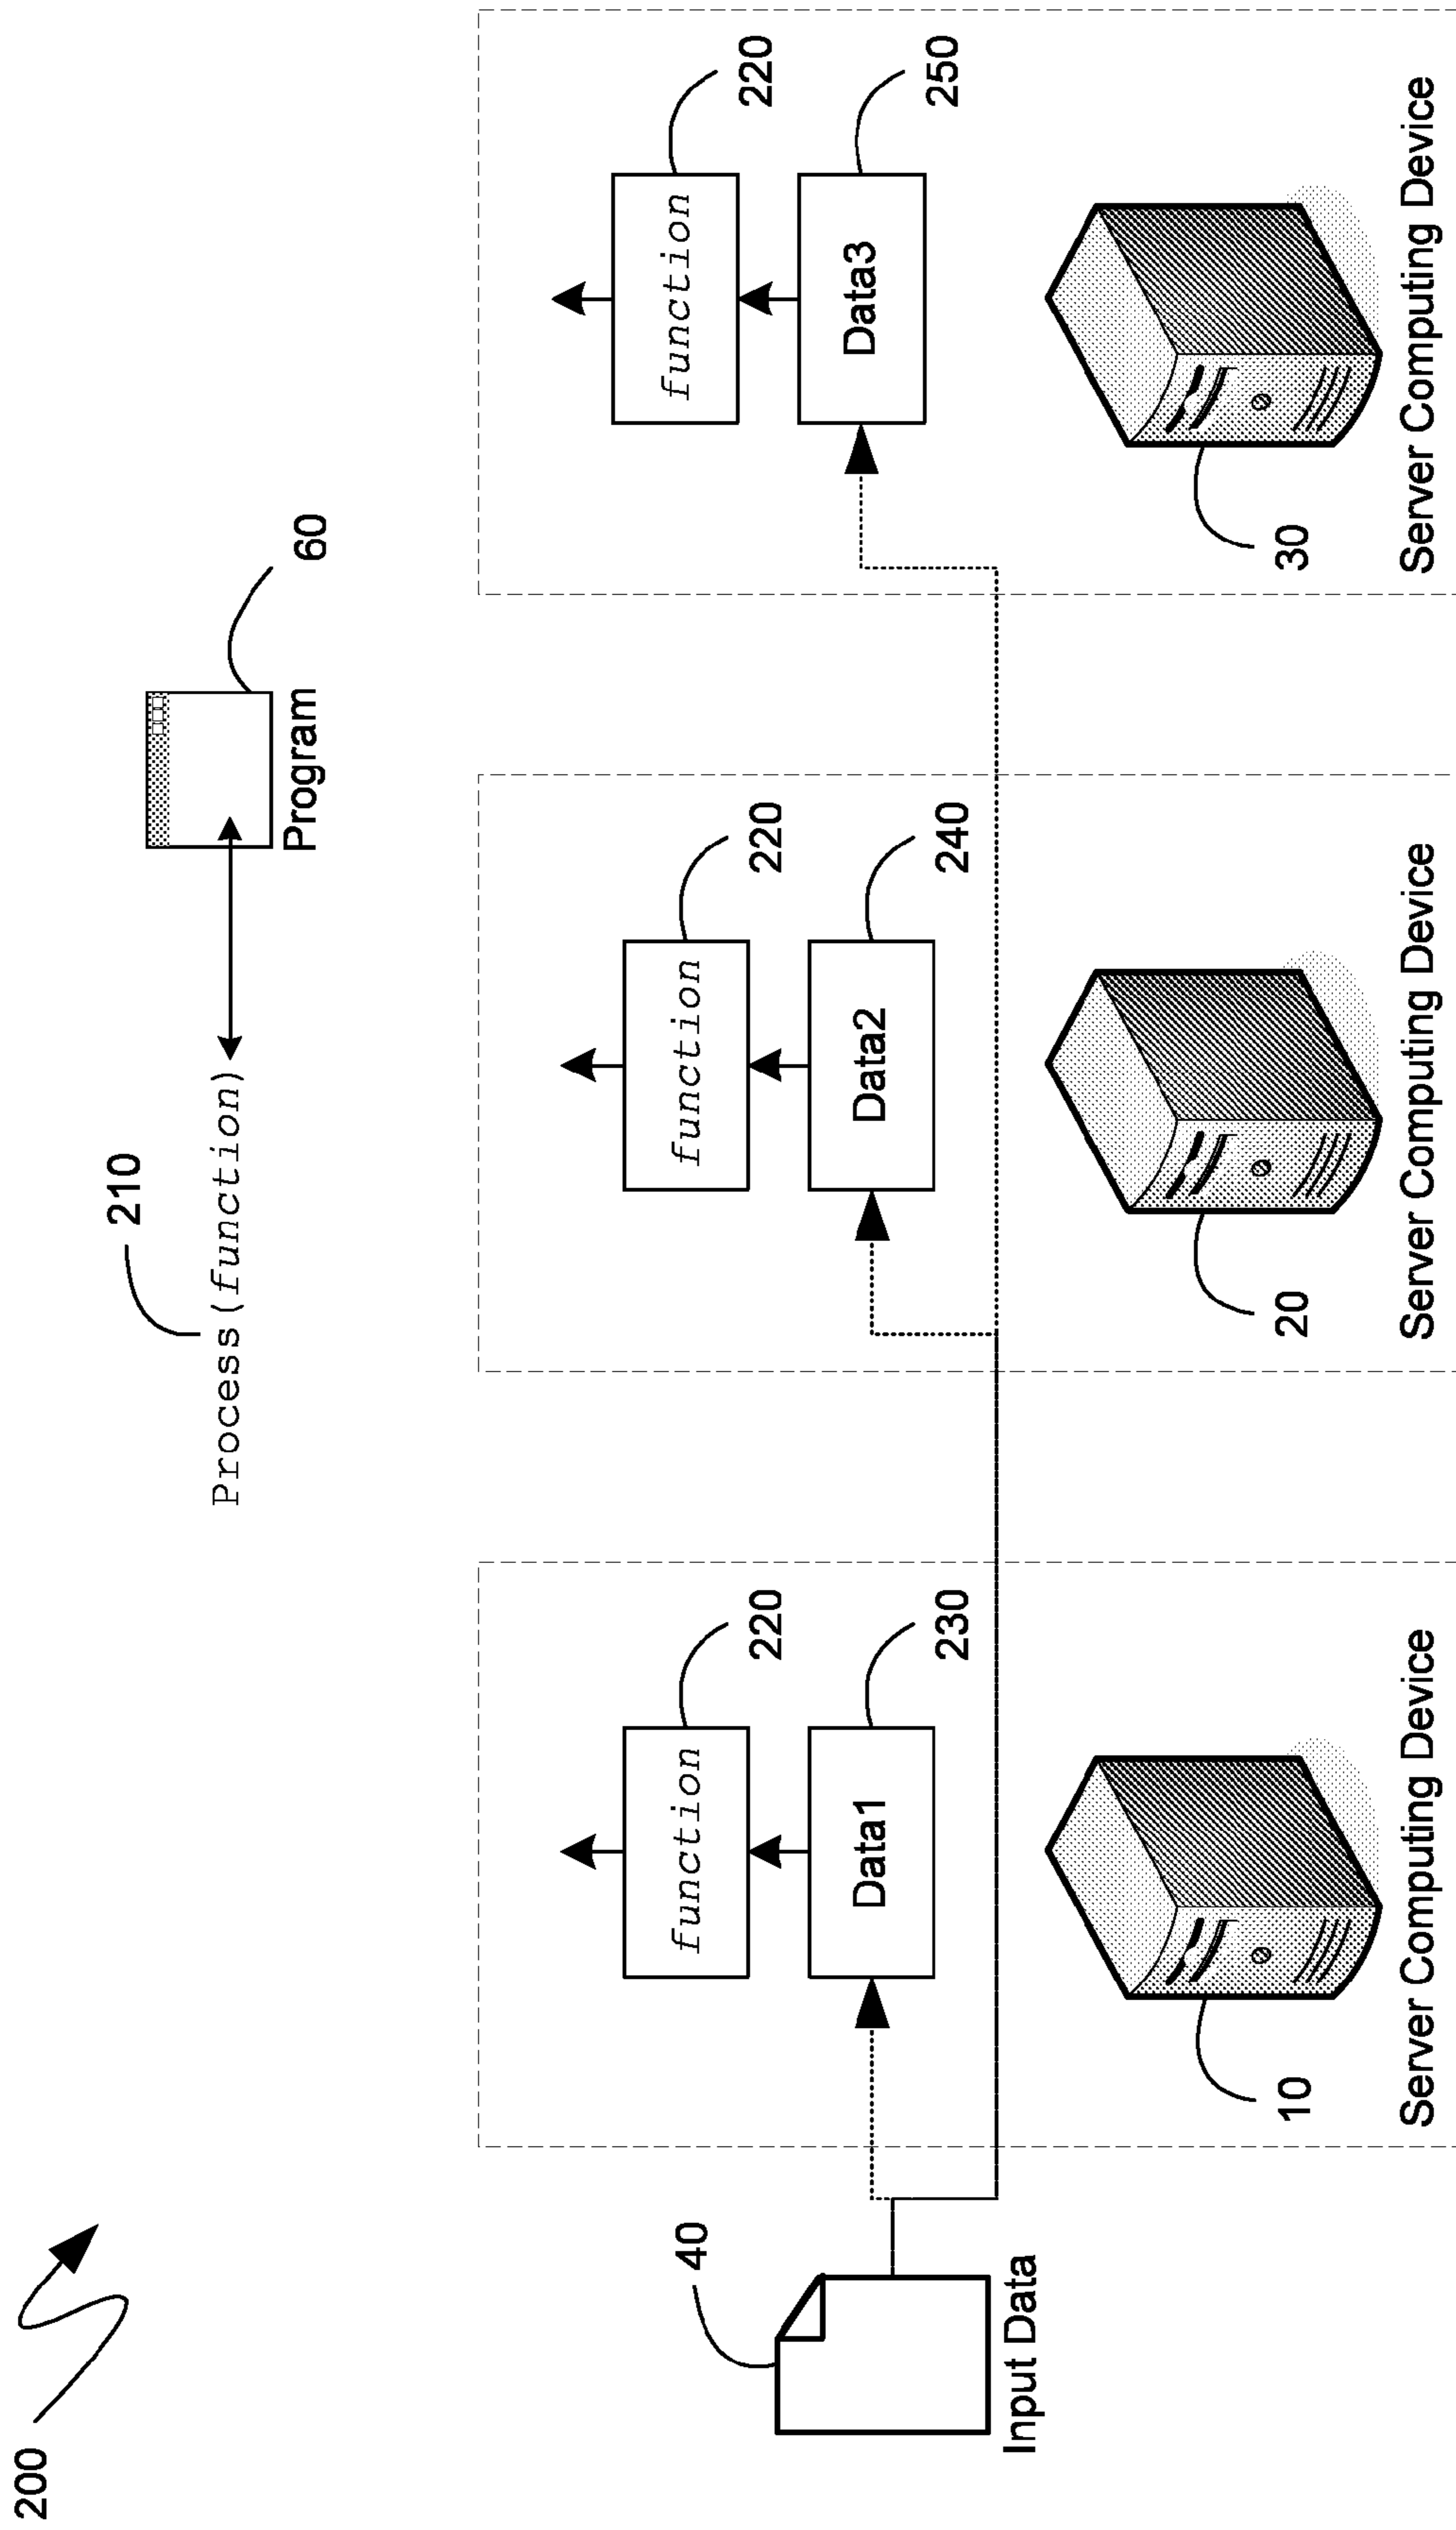 200
210
Process(function)
60
Program
220
function
220
function
220
function
40
Input Data
230
Data1
240
Data2
250
Data3
10
20
30
Server Computing Device
Server Computing Device
Server Computing Device